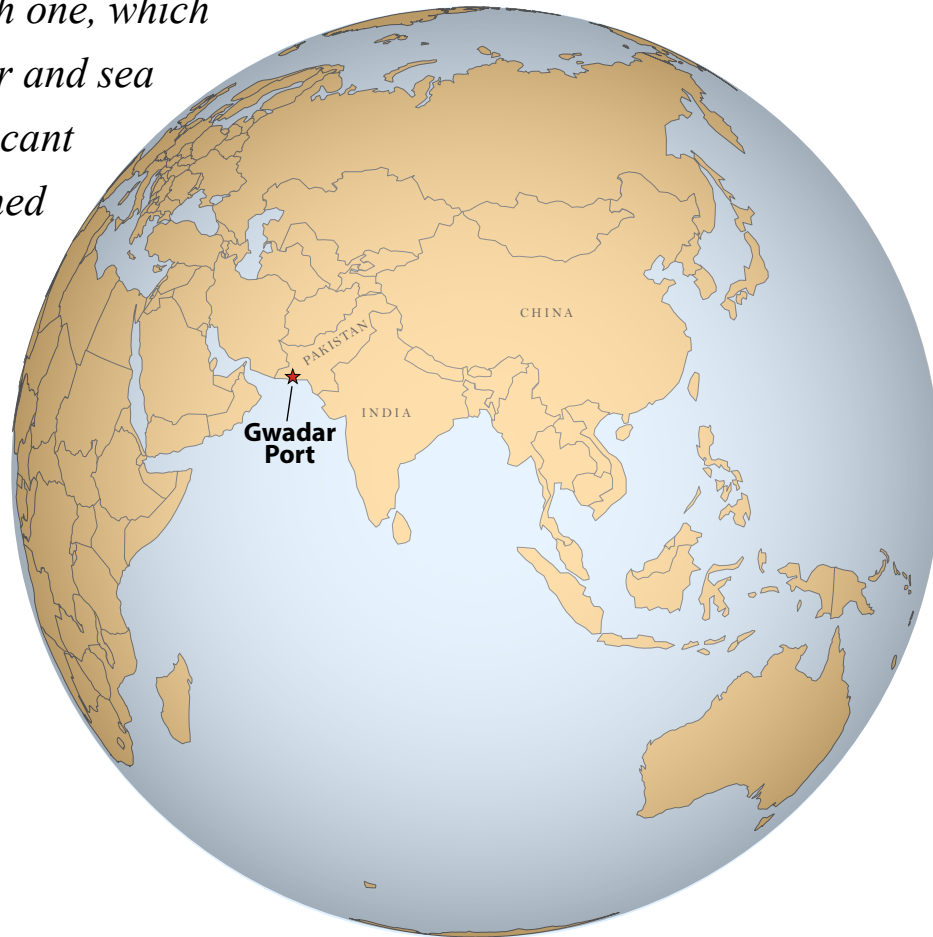 h one, which
r and sea
cant
ned
CHINA
PAKISTAN
INDIA
Gwadar
Port